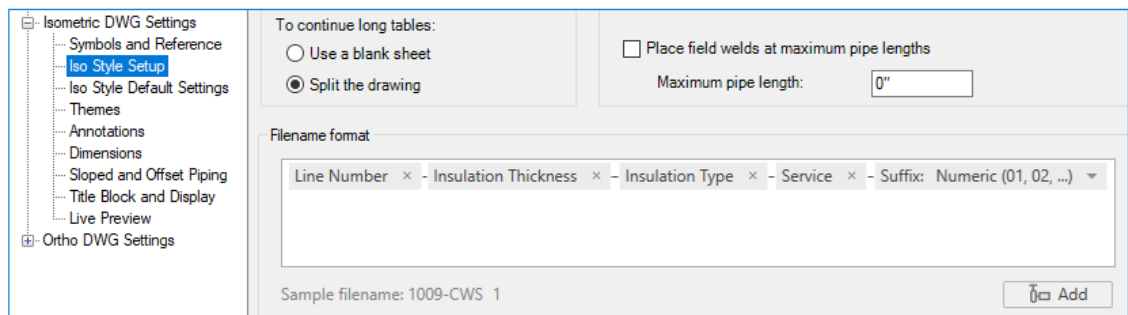 Isometric DWG Settings
Symbols and Reference
Iso Style Setup
Iso Style Default Settings
Themes
Annotations
Dimensions
Sloped and Offset Piping
Title Block and Display
Live Preview
Ortho DWG Settings
To continue long tables:
Use a blank sheet
Split the drawing
Place field welds at maximum pipe lengths
Maximum pipe length: 0"
Filename format
Line Number × - Insulation Thickness × - Insulation Type × - Service × - Suffix: Numeric (01, 02, ...)
Sample filename: 1009-CWS 1
Add